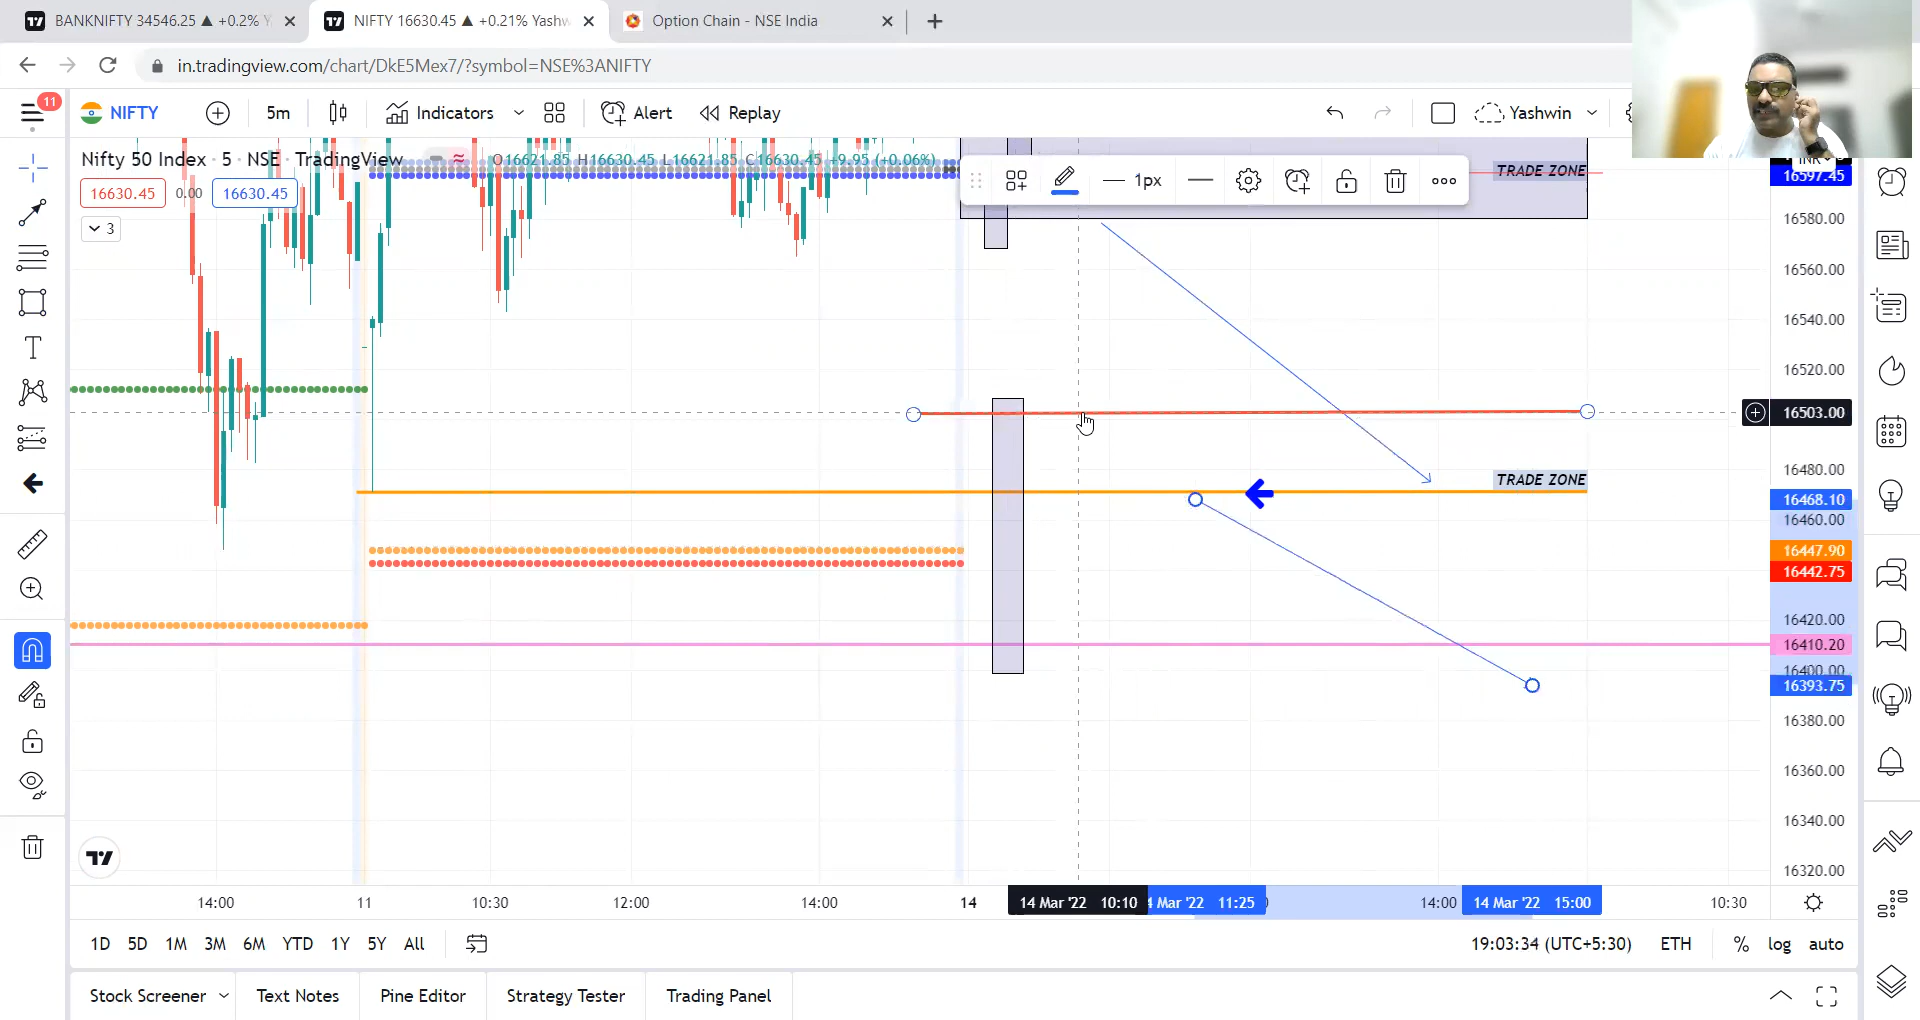 BANKNIFTY 34546.25 ▲ +0.2% Y
NIFTY 16630.45 ▲ +0.21% Yashw
Option Chain - NSE India
in.tradingview.com/chart/DkE5Mex7/?symbol=NSE%3ANIFTY
11
NIFTY
5m
Indicators
Alert
Replay
Yashwin
Nifty 50 Index · 5 · NSE · TradingView
O16621.85 H16630.45 L16621.85 C16630.45 +9.95 (+0.06%)
16630.45 0.00 16630.45
3
1px
TRADE ZONE
TRADE ZONE
INR
16597.45
16580.00
16560.00
16540.00
16520.00
16503.00
16480.00
16468.10
16460.00
16447.90
16442.75
16420.00
16410.20
16400.00
16393.75
16380.00
16360.00
16340.00
16320.00
14:00
11
10:30
12:00
14:00
14
14 Mar '22 10:10
4 Mar '22 11:25
14:00
14 Mar '22 15:00
10:30
1D 5D 1M 3M 6M YTD 1Y 5Y All
19:03:34 (UTC+5:30) ETH % log auto
Stock Screener Text Notes Pine Editor Strategy Tester Trading Panel